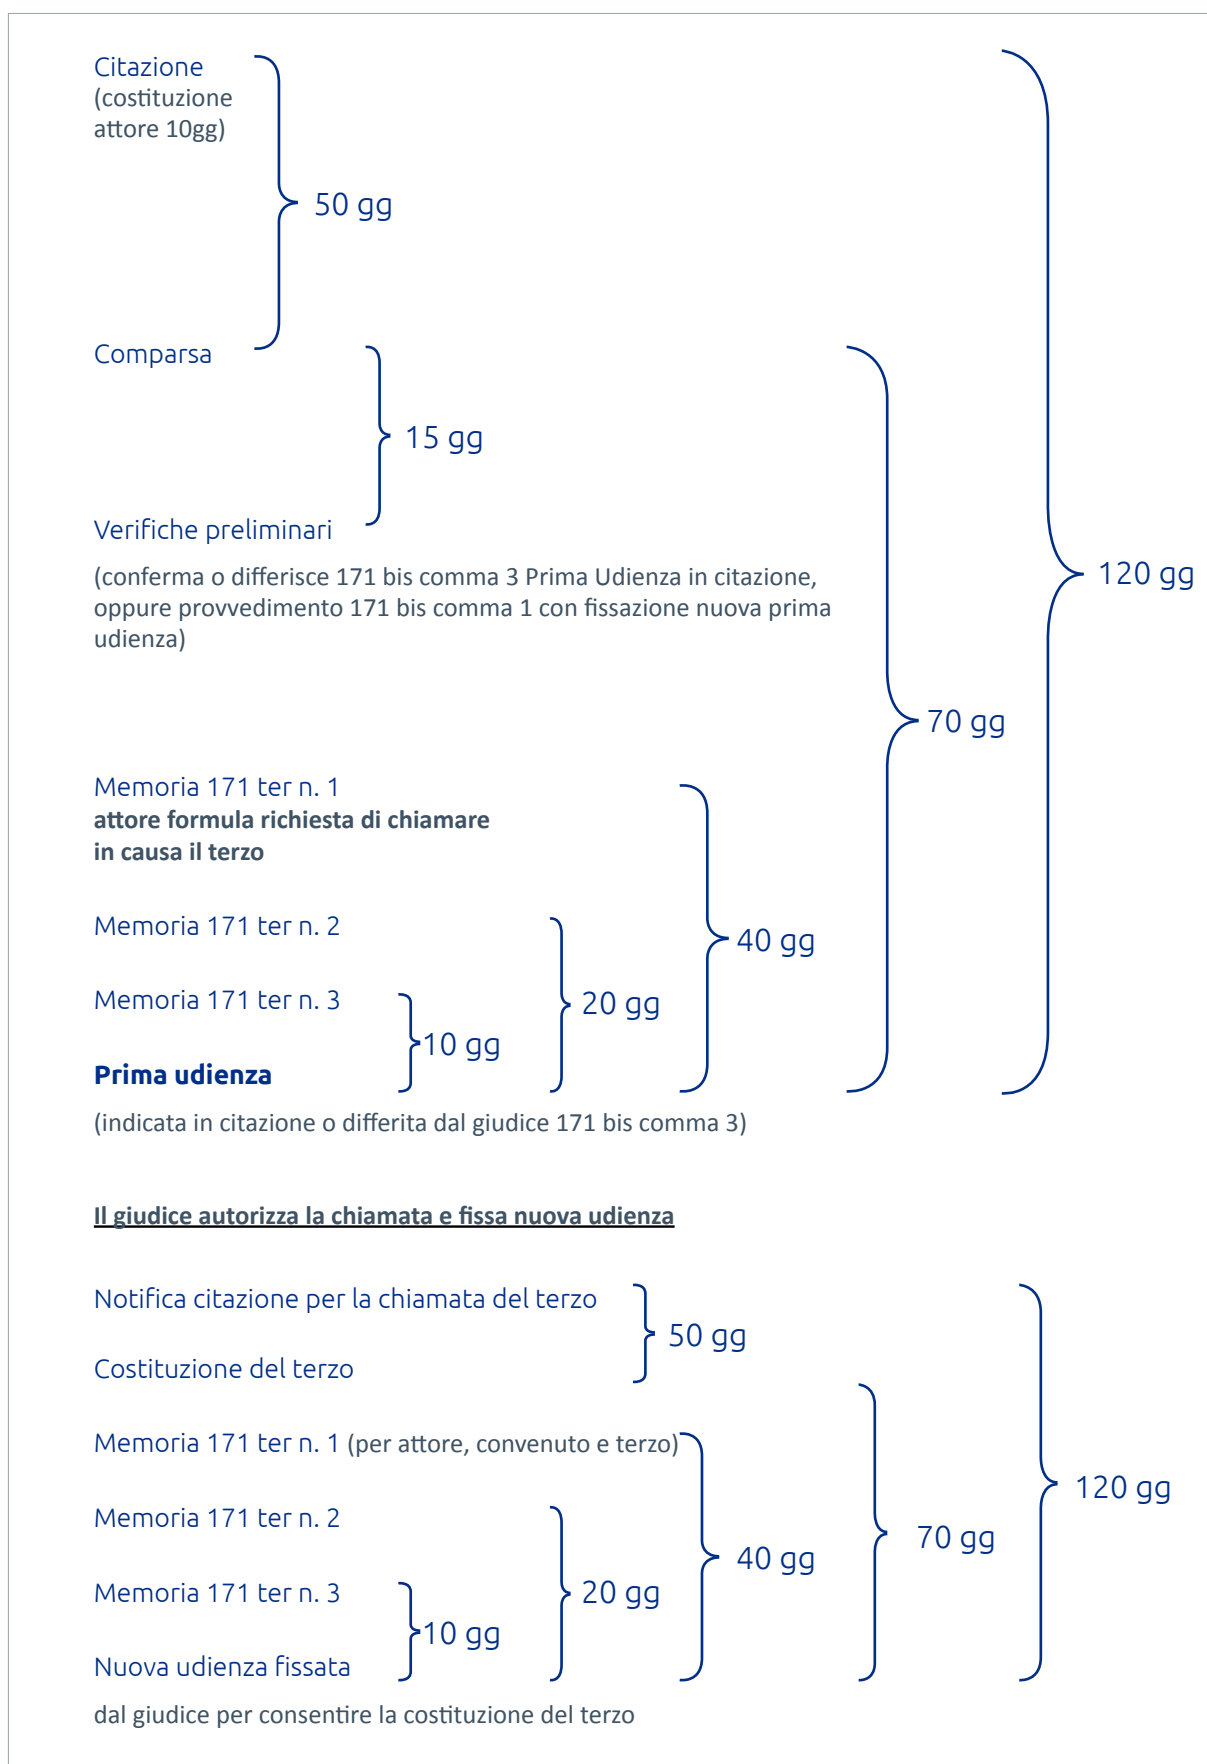 Citazione
(costituzione
attore 10gg)
50 gg
Comparsa
15 gg
Verifiche preliminari
(conferma o differisce 171 bis comma 3 Prima Udienza in citazione,
oppure provvedimento 171 bis comma 1 con fissazione nuova prima
udienza)
120 gg
70 gg
Memoria 171 ter n. 1
attore formula richiesta di chiamare
in causa il terzo
Memoria 171 ter n. 2
40 gg
Memoria 171 ter n. 3
20 gg
10 gg
Prima udienza
(indicata in citazione o differita dal giudice 171 bis comma 3)
Il giudice autorizza la chiamata e fissa nuova udienza
Notifica citazione per la chiamata del terzo
50 gg
Costituzione del terzo
Memoria 171 ter n. 1 (per attore, convenuto e terzo)
120 gg
Memoria 171 ter n. 2
70 gg
40 gg
Memoria 171 ter n. 3
20 gg
10 gg
Nuova udienza fissata
dal giudice per consentire la costituzione del terzo